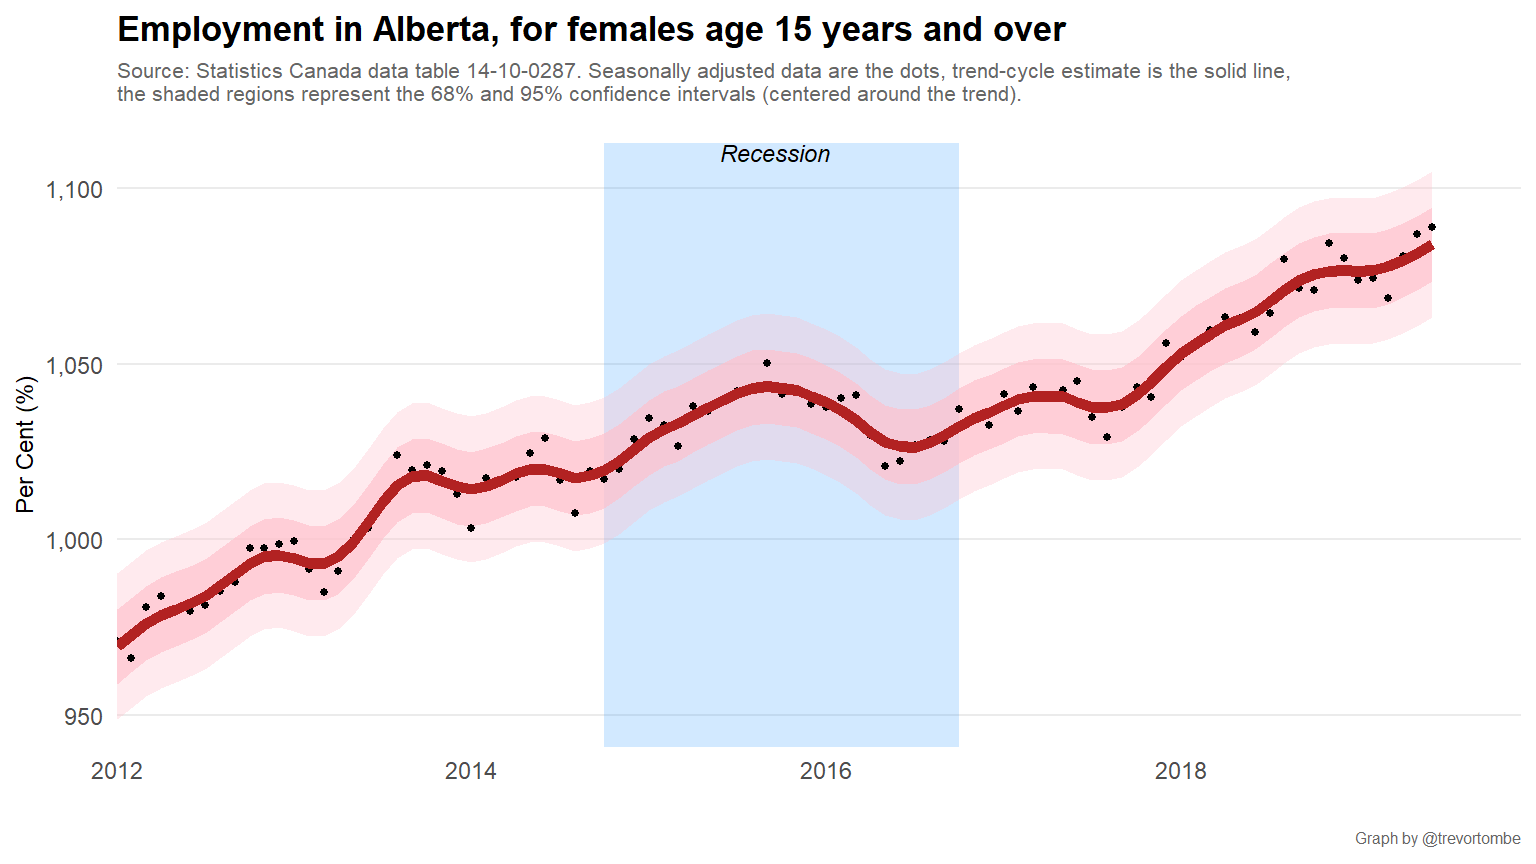 Employment in Alberta, for females age 15 years and over
Source: Statistics Canada data table 14-10-0287. Seasonally adjusted data are the dots, trend-cycle estimate is the solid line,
the shaded regions represent the 68% and 95% confidence intervals (centered around the trend).
Recession
1,100
1,050
1,000
950
Per Cent (%)
2012
2014
2016
2018
Graph by @trevortombe